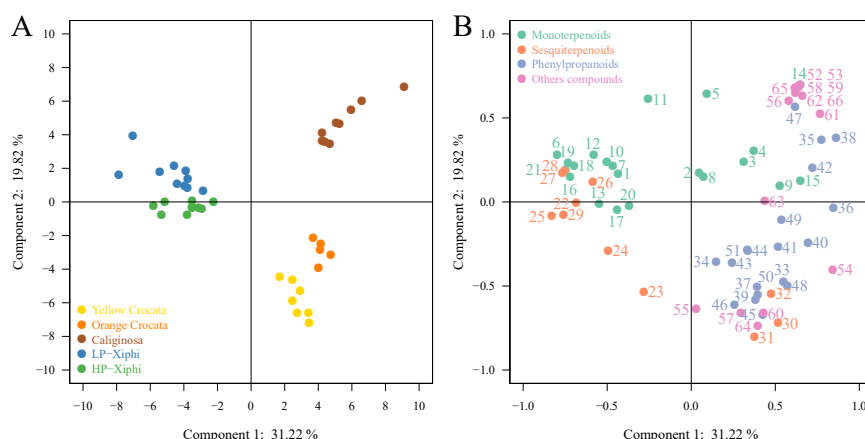 A
10
8
6
4
2
0
−2
−4
−6
−8
−10
Component 2: 19.82 %
Yellow Crocata
Orange Crocata
Caliginosa
LP−Xiphi
HP−Xiphi
−10 −8 −6 −4 −2 0 2 4 6 8 10
Component 1: 31.22 %
B
1.0
0.5
0.0
−0.5
−1.0
Component 2: 19.82 %
Monoterpenoids
Sesquiterpenoids
Phenylpropanoids
Others compounds
14 52 53
65 58 59
56 62 66
61
47
11
5
35 38
6 19 12
10
21 28 18 7 1
27
26
16
4
3
42
2 8
9 15
22 13 20
25 29
17
63
36
49
24
51 44 41 40
34 43
54
23
37 50 33
39 48
32
46
55
45
57 60
64 30
31
−1.0 −0.5 0.0 0.5 1.0
Component 1: 31.22 %